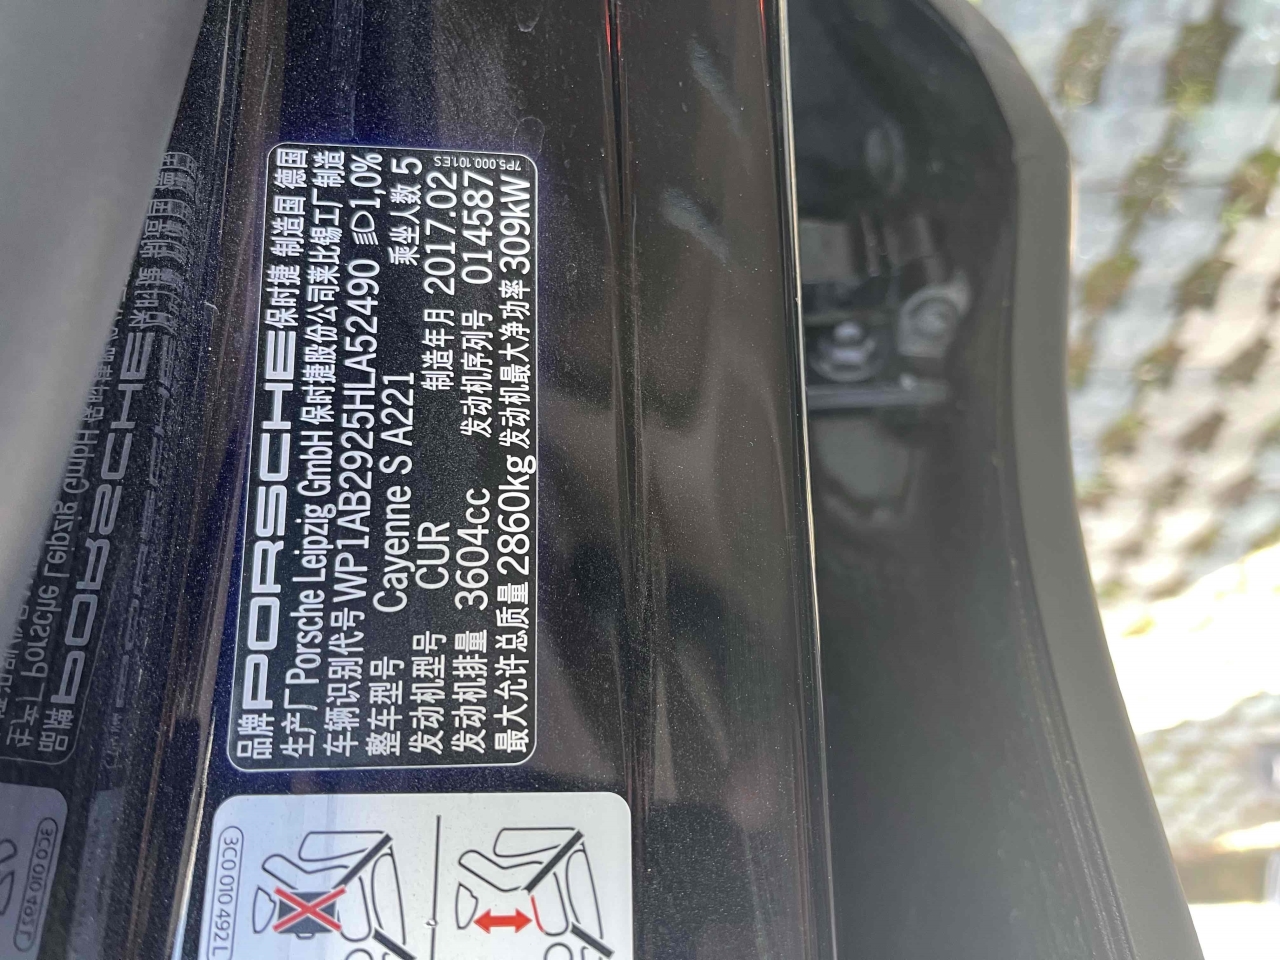 品牌 PORSCHE 保时捷 制造国 德国
生产厂 Porsche Leipzig GmbH 保时捷股份公司莱比锡工厂制造
车辆识别代号 WP1AB2925HLA52490 1,0%
整车型号 Cayenne S A221 乘坐人数 5
发动机型号 CUR 制造年月 2017.02
发动机排量 3604cc 发动机序列号 014587
最大允许总质量 2860kg 发动机最大净功率 309kW
7P5.000.101.ES
3C0 010 492 L